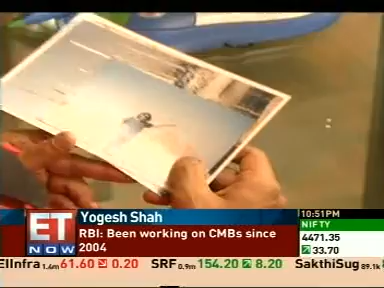 Yogesh Shah
10:51PM
ET
NOW
RBI: Been working on CMBs since
2004
NIFTY
4471.35
33.70
EIInfra 1.4m 61.60 0.20 SRF 0.9m 154.20 8.20 SakthiSug 89.1k